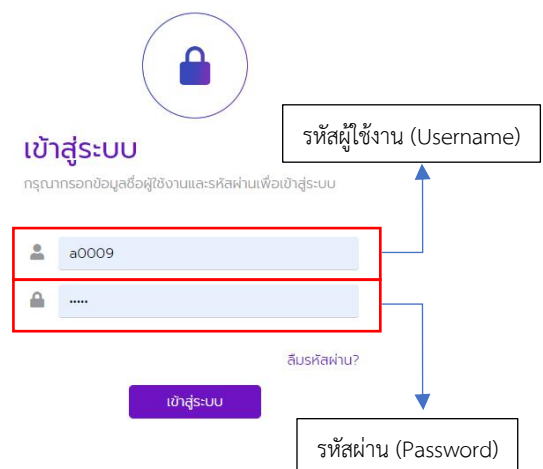 รหัสผู้ใช้งาน (Username)
เข้าสู่ระบบ
กรุณากรอกข้อมูลชื่อผู้ใช้งานและรหัสผ่านเพื่อเข้าสู่ระบบ
a0009
•••••
ลืมรหัสผ่าน?
เข้าสู่ระบบ
รหัสผ่าน (Password)